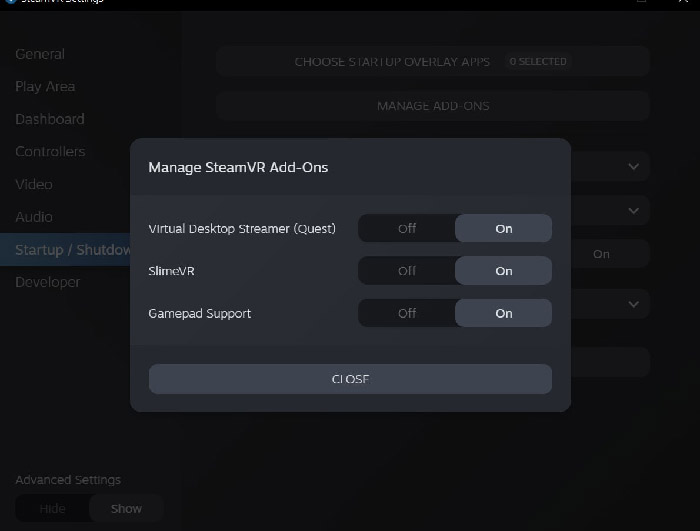 SteamVR Settings
General
Play Area
Dashboard
Controllers
Video
Audio
Startup / Shutdow
Developer
Advanced Settings
Hide Show
CHOOSE STARTUP OVERLAY APPS 0 SELECTED
MANAGE ADD-ONS
On
Manage SteamVR Add-Ons
Virtual Desktop Streamer (Quest) Off On
SlimeVR Off On
Gamepad Support Off On
CLOSE